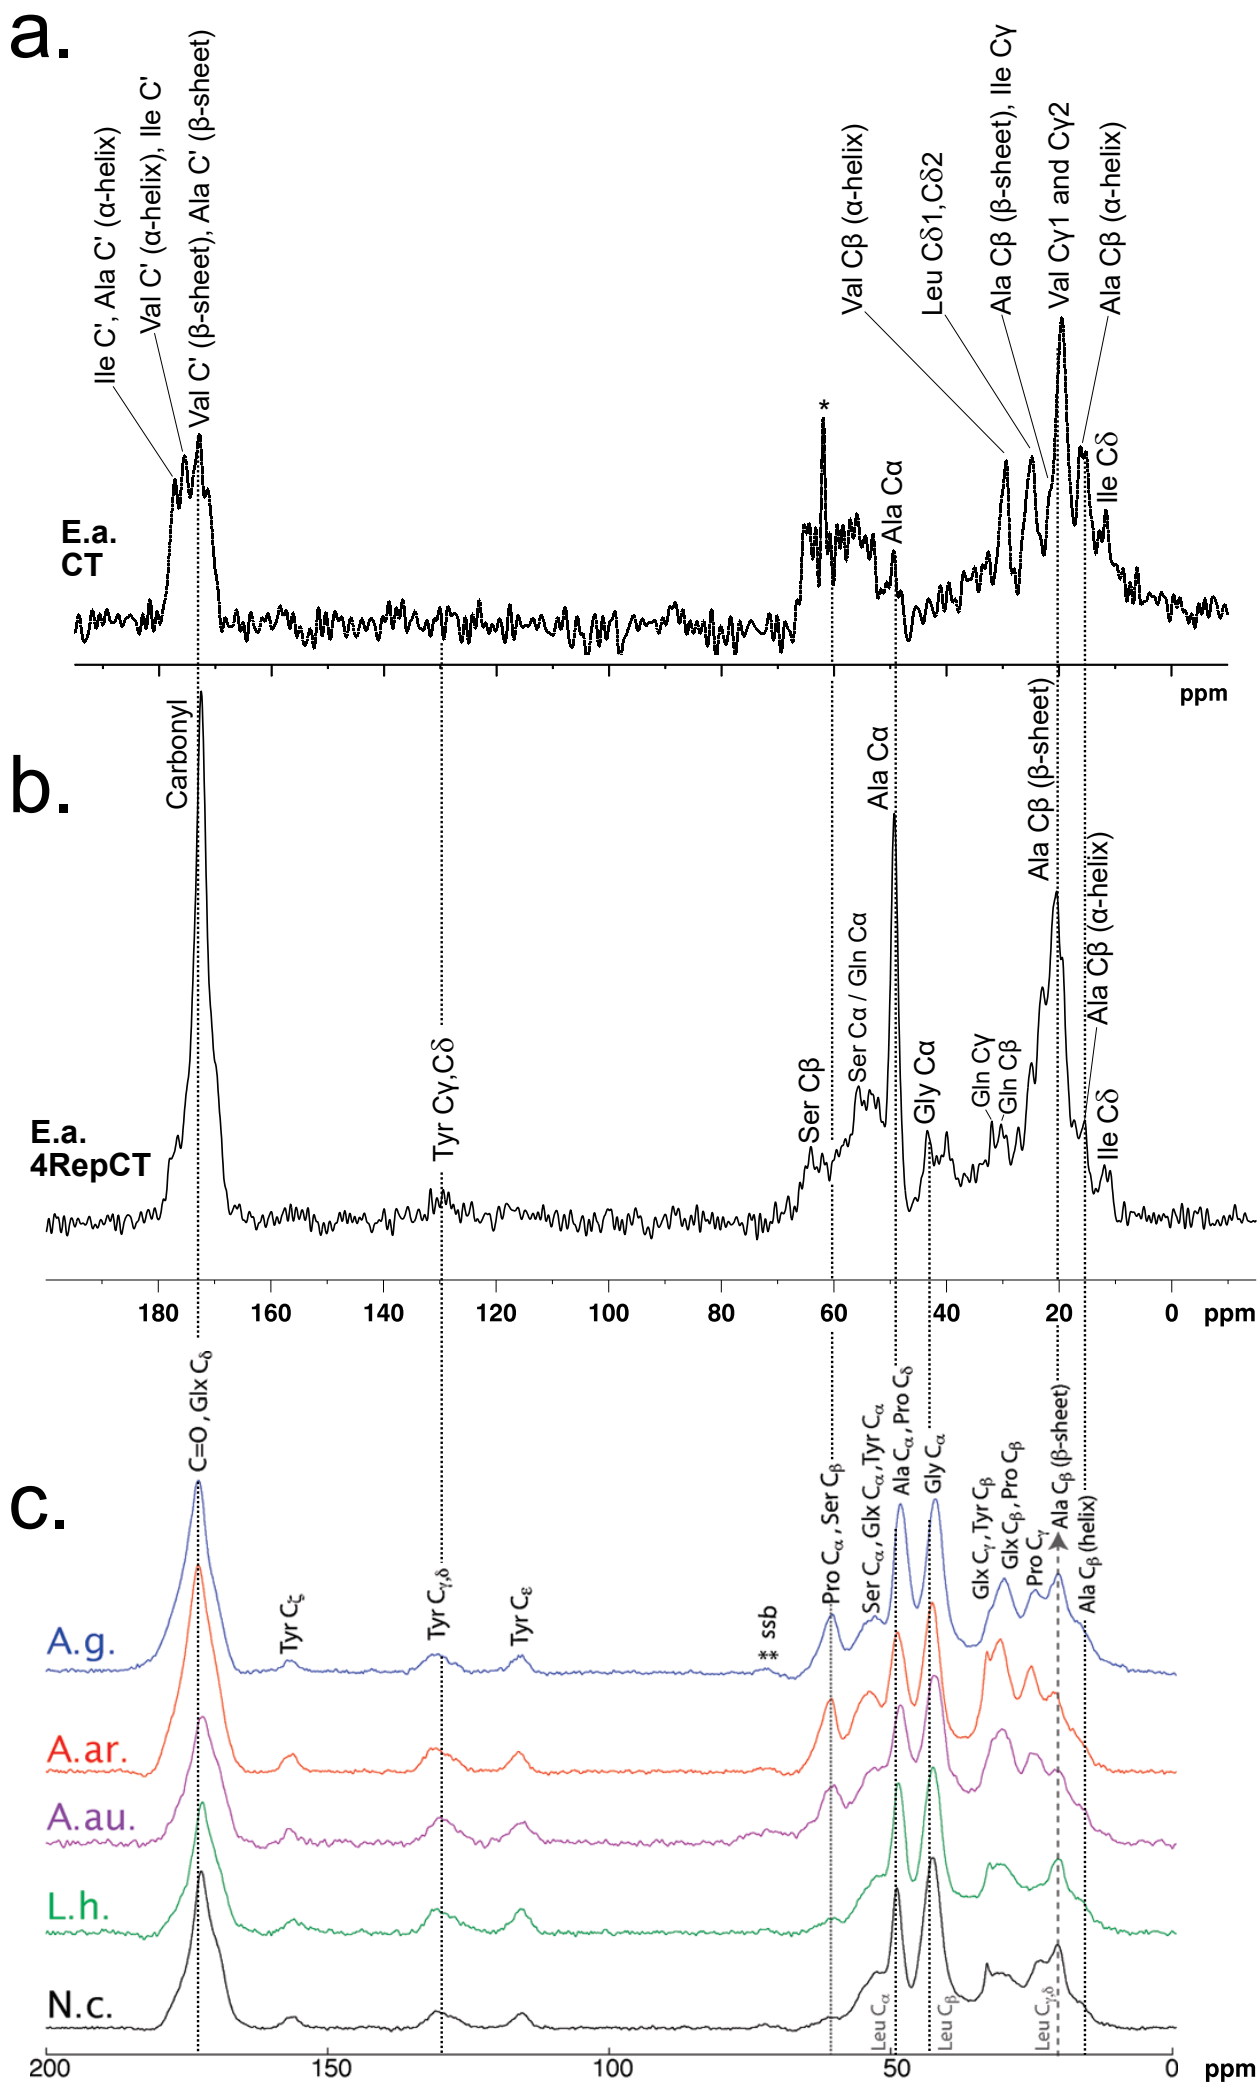 a.
Ile C', Ala C' (α-helix)
Val C' (α-helix), Ile C'
Val C' (β-sheet), Ala C' (β-sheet)
Val Cβ (α-helix)
Leu Cδ1,Cδ2
Ala Cβ (β-sheet), Ile Cγ
Val Cγ1 and Cγ2
Ala Cβ (α-helix)
*
Ala Cα
Ile Cδ
E.a.
CT
ppm
b.
Carbonyl
Tyr Cγ,Cδ
Ser Cβ
Ser Cα / Gln Cα
Ala Cα
Gly Cα
Gln Cγ
Gln Cβ
Ala Cβ (β-sheet)
Ala Cβ (α-helix)
Ile Cδ
E.a.
4RepCT
180 160 140 120 100 80 60 40 20 0 ppm
c.
C=O, Glx Cδ
Tyr Cζ
Tyr Cγ,δ
Tyr Cε
** ssb
Pro Cα, Ser Cβ
Ser Cα, Glx Cα, Tyr Cα
Ala Cα, Pro Cδ
Gly Cα
Glx Cγ, Tyr Cβ
Glx Cβ, Pro Cβ
Pro Cγ
Ala Cβ (β-sheet)
Ala Cβ (helix)
A.g.
A.ar.
A.au.
L.h.
N.c.
Leu Cα
Leu Cβ
Leu Cγ,δ
200 150 100 50 0 ppm